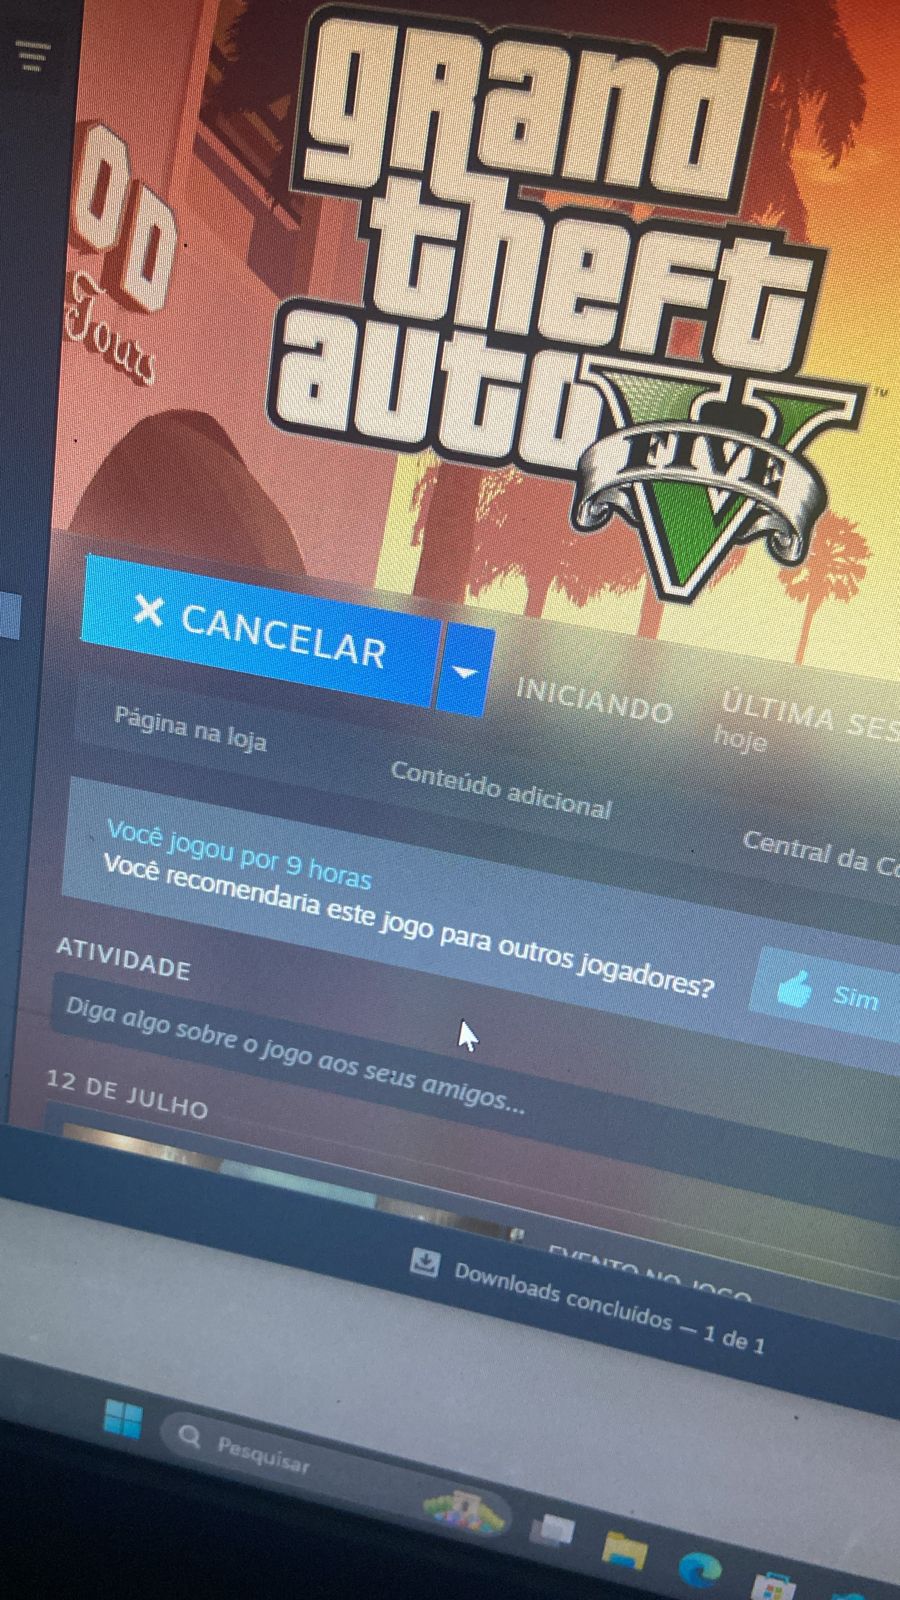 grand
theft
auto V
FIVE
TM
OD
Tours
CANCELAR
INICIANDO
ÚLTIMA SES
hoje
Página na loja
Conteúdo adicional
Central da Co
Você jogou por 9 horas
Você recomendaria este jogo para outros jogadores?
Sim
ATIVIDADE
Diga algo sobre o jogo aos seus amigos...
12 DE JULHO
EVENTO NO JOGO
Downloads concluídos — 1 de 1
Pesquisar